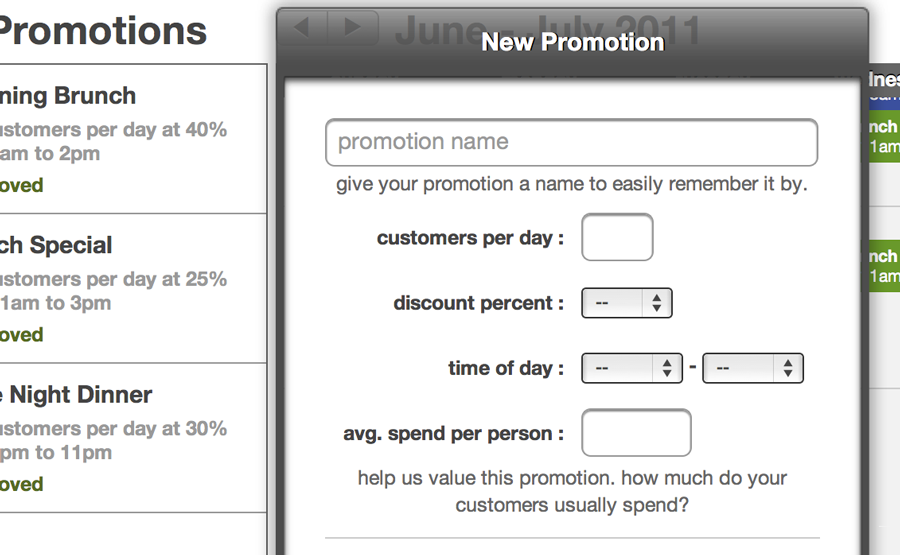 Promotions
ning Brunch
ustomers per day at 40%
am to 2pm
oved
ch Special
ustomers per day at 25%
1am to 3pm
oved
e Night Dinner
ustomers per day at 30%
pm to 11pm
oved
June - July 2011
New Promotion
promotion name
give your promotion a name to easily remember it by.
customers per day :
discount percent : --
time of day : -- - --
avg. spend per person :
help us value this promotion. how much do your
customers usually spend?
nes
nch
1am
nch
1am